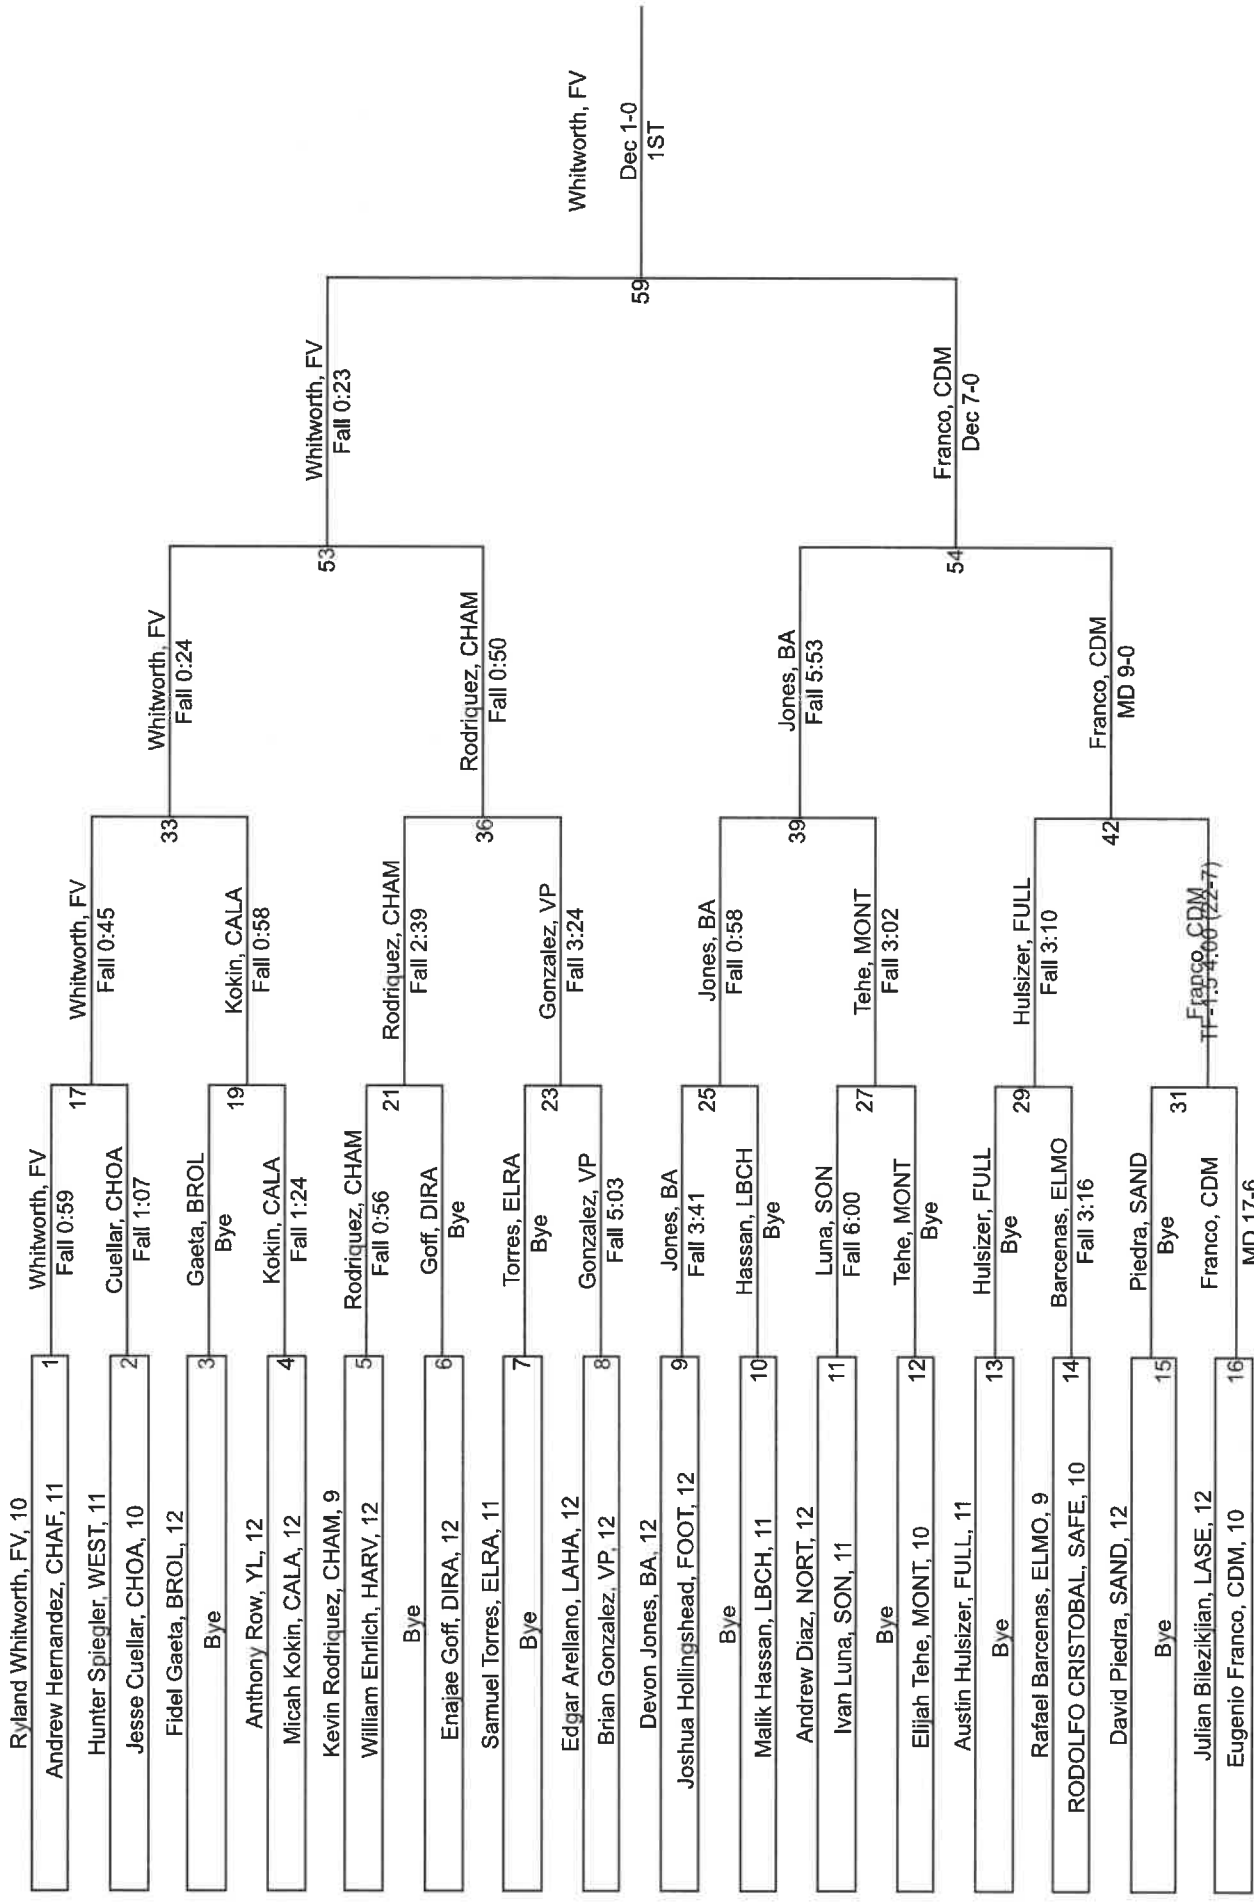 Ryland Whitworth, FV, 10
Andrew Hernandez, CHAF, 11
1
Hunter Spiegler, WEST, 11
Jesse Cuellar, CHOA, 10
2
Fidel Gaeta, BROL, 12
Bye
3
Anthony Row, YL, 12
Micah Kokin, CALA, 12
4
Kevin Rodriquez, CHAM, 9
William Ehrlich, HARV, 12
5
Bye
Enajae Goff, DIRA, 12
6
Samuel Torres, ELRA, 11
Bye
7
Edgar Arellano, LAHA, 12
Brian Gonzalez, VP, 12
8
Devon Jones, BA, 12
Joshua Hollingshead, FOOT, 12
9
Bye
Malik Hassan, LBCH, 11
10
Andrew Diaz, NORT, 12
Ivan Luna, SON, 11
11
Bye
Elijah Tehe, MONT, 10
12
Austin Hulsizer, FULL, 11
Bye
13
Rafael Barcenas, ELMO, 9
RODOLFO CRISTOBAL, SAFE, 10
14
David Piedra, SAND, 12
Bye
15
Julian Bilezikjian, LASE, 12
Eugenio Franco, CDM, 10
16
Whitworth, FV
Fall 0:59
17
Cuellar, CHOA
Fall 1:07
Gaeta, BROL
Bye
19
Kokin, CALA
Fall 1:24
Rodriquez, CHAM
Fall 0:56
21
Goff, DIRA
Bye
Torres, ELRA
Bye
23
Gonzalez, VP
Fall 5:03
Jones, BA
Fall 3:41
25
Hassan, LBCH
Bye
Luna, SON
Fall 6:00
27
Tehe, MONT
Bye
Hulsizer, FULL
Bye
29
Barcenas, ELMO
Fall 3:16
Piedra, SAND
Bye
31
Franco, CDM
MD 17-6
Whitworth, FV
Fall 0:45
33
Kokin, CALA
Fall 0:58
Rodriquez, CHAM
Fall 2:39
36
Gonzalez, VP
Fall 3:24
Jones, BA
Fall 0:58
39
Tehe, MONT
Fall 3:02
Hulsizer, FULL
Fall 3:10
42
Franco, CDM
TF-1.5 4:00 (22-7)
Whitworth, FV
Fall 0:24
53
Rodriquez, CHAM
Fall 0:50
Jones, BA
Fall 5:53
54
Franco, CDM
MD 9-0
Whitworth, FV
Fall 0:23
59
Franco, CDM
Dec 7-0
Whitworth, FV
Dec 1-0
1ST